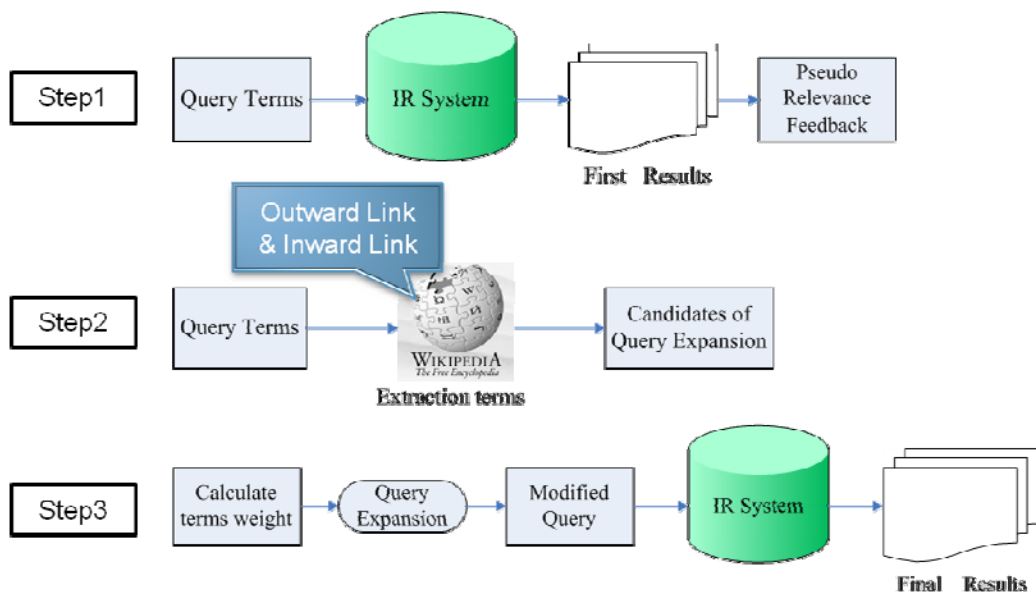 Step1
Query Terms
IR System
First Results
Pseudo
Relevance
Feedback
Outward Link
& Inward Link
Step2
Query Terms
WIKIPEDIA
The Free Encyclopedia
Extraction terms
Candidates of
Query Expansion
Step3
Calculate
terms weight
Query
Expansion
Modified
Query
IR System
Final Results